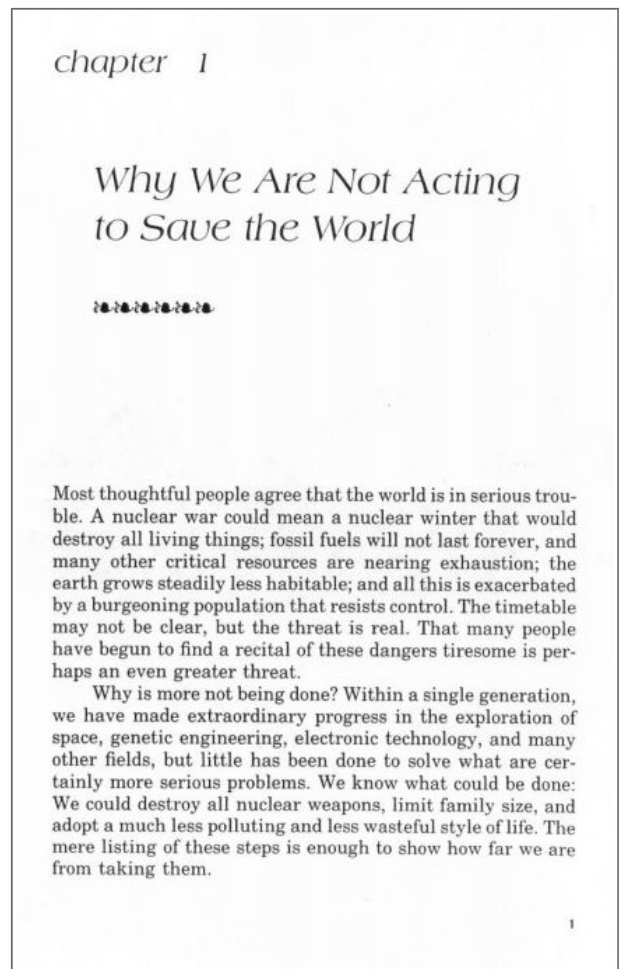 chapter 1
Why We Are Not Acting
to Save the World
Most thoughtful people agree that the world is in serious trou-
ble. A nuclear war could mean a nuclear winter that would
destroy all living things; fossil fuels will not last forever, and
many other critical resources are nearing exhaustion; the
earth grows steadily less habitable; and all this is exacerbated
by a burgeoning population that resists control. The timetable
may not be clear, but the threat is real. That many people
have begun to find a recital of these dangers tiresome is per-
haps an even greater threat.
Why is more not being done? Within a single generation,
we have made extraordinary progress in the exploration of
space, genetic engineering, electronic technology, and many
other fields, but little has been done to solve what are cer-
tainly more serious problems. We know what could be done:
We could destroy all nuclear weapons, limit family size, and
adopt a much less polluting and less wasteful style of life. The
mere listing of these steps is enough to show how far we are
from taking them.
1